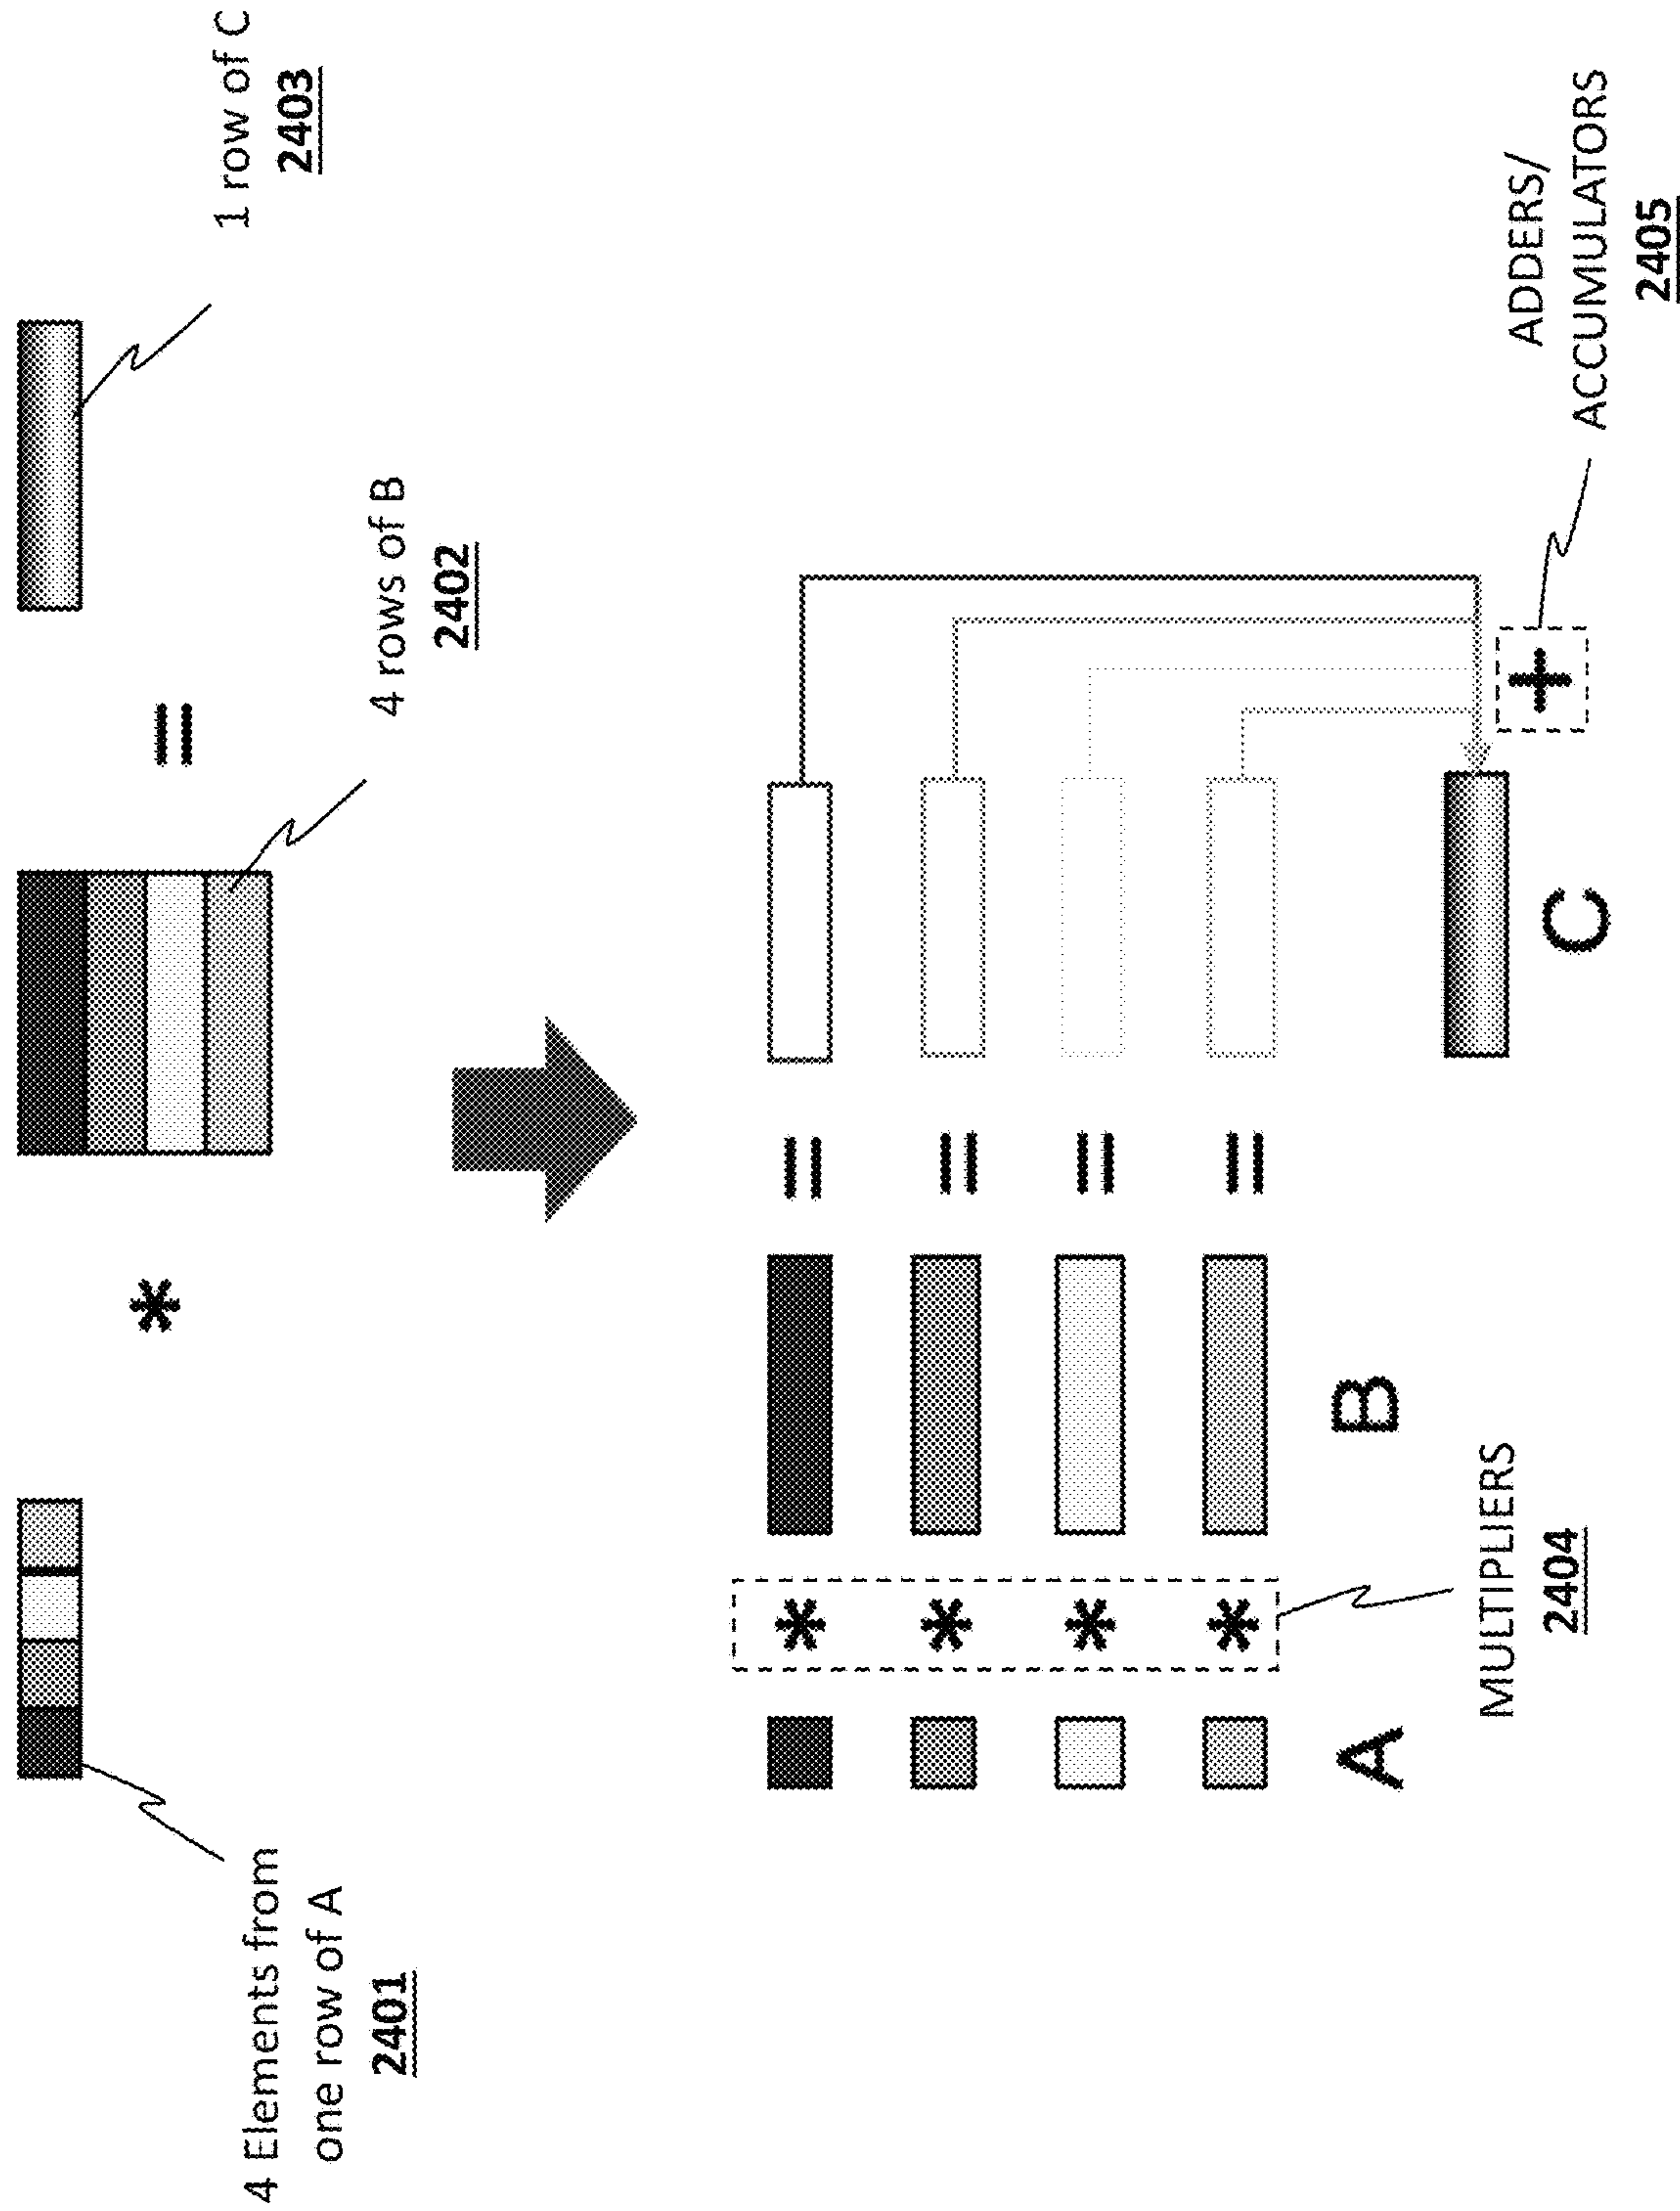 4 Elements from
one row of A
2401
*
4 rows of B
2402
=
1 row of C
2403
*
=
*
=
*
=
*
=
A
B
C
+
MULTIPLIERS
2404
ADDERS/
ACCUMULATORS
2405